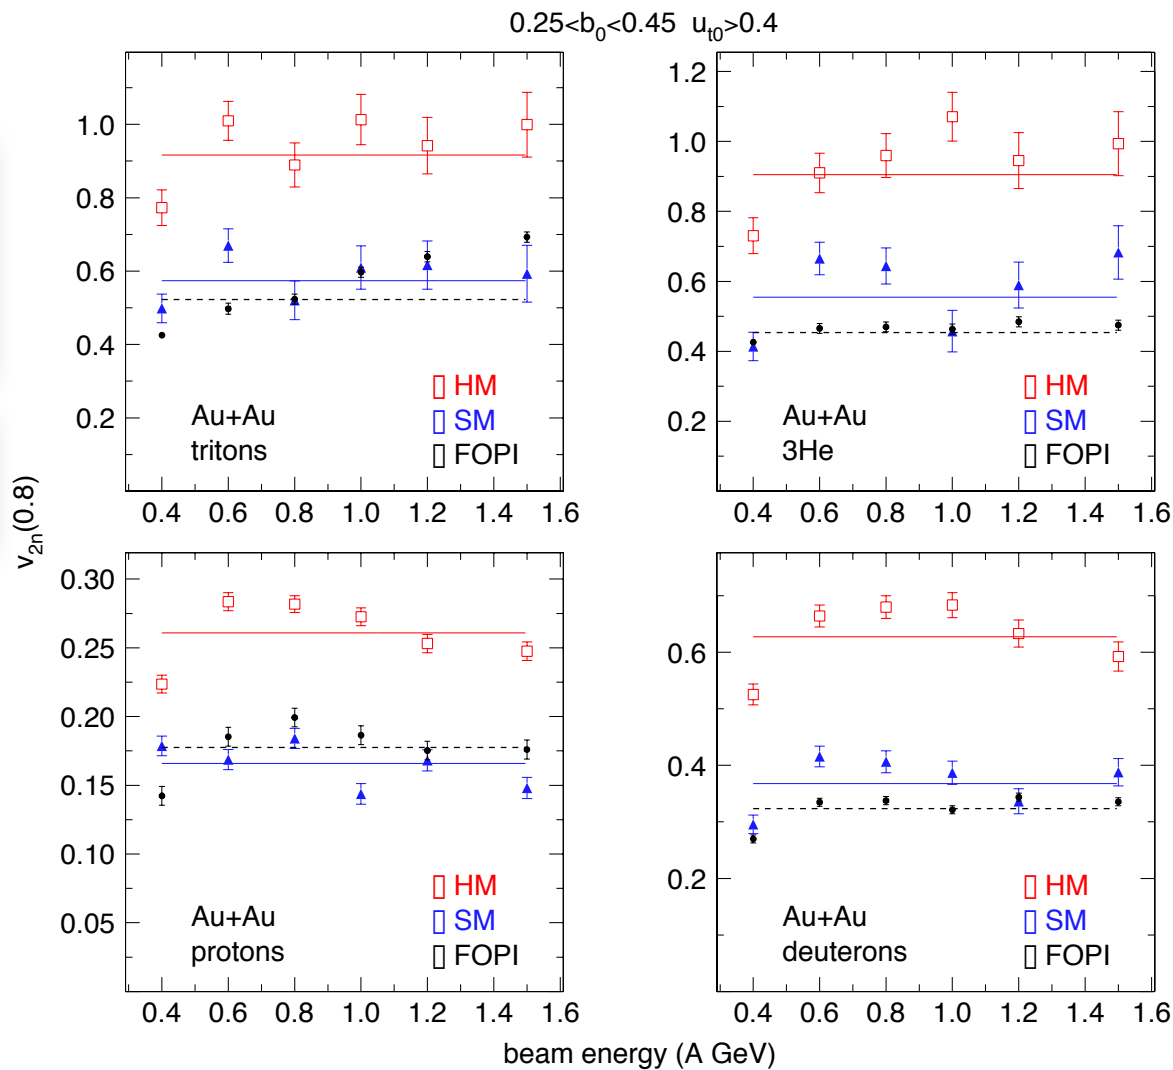 0.25<b0<0.45 ut0>0.4
1.0
0.8
0.6
0.4
0.2
Au+Au
tritons
HM
SM
FOPI
0.4 0.6 0.8 1.0 1.2 1.4 1.6
1.2
1.0
0.8
0.6
0.4
0.2
Au+Au
3He
HM
SM
FOPI
0.4 0.6 0.8 1.0 1.2 1.4 1.6
v2n(0.8)
0.30
0.25
0.20
0.15
0.10
0.05
Au+Au
protons
HM
SM
FOPI
0.4 0.6 0.8 1.0 1.2 1.4 1.6
0.6
0.4
0.2
Au+Au
deuterons
HM
SM
FOPI
0.4 0.6 0.8 1.0 1.2 1.4 1.6
beam energy (A GeV)